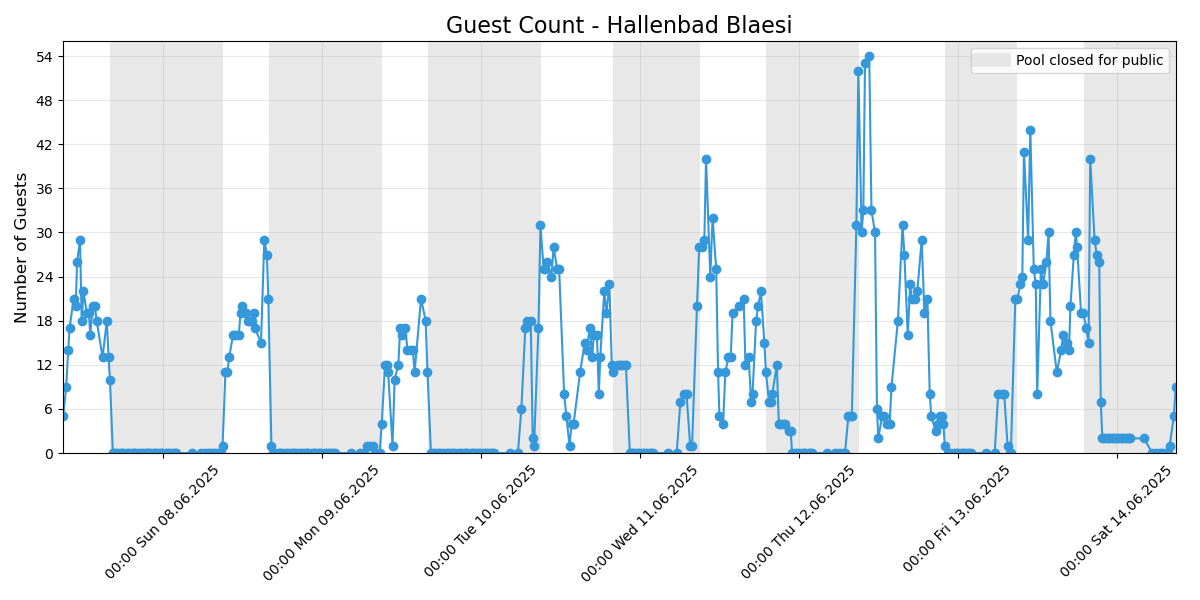 Guest Count - Hallenbad Blaesi
Pool closed for public
Number of Guests
54
48
42
36
30
24
18
12
6
0
00:00 Sun 08.06.2025
00:00 Mon 09.06.2025
00:00 Tue 10.06.2025
00:00 Wed 11.06.2025
00:00 Thu 12.06.2025
00:00 Fri 13.06.2025
00:00 Sat 14.06.2025